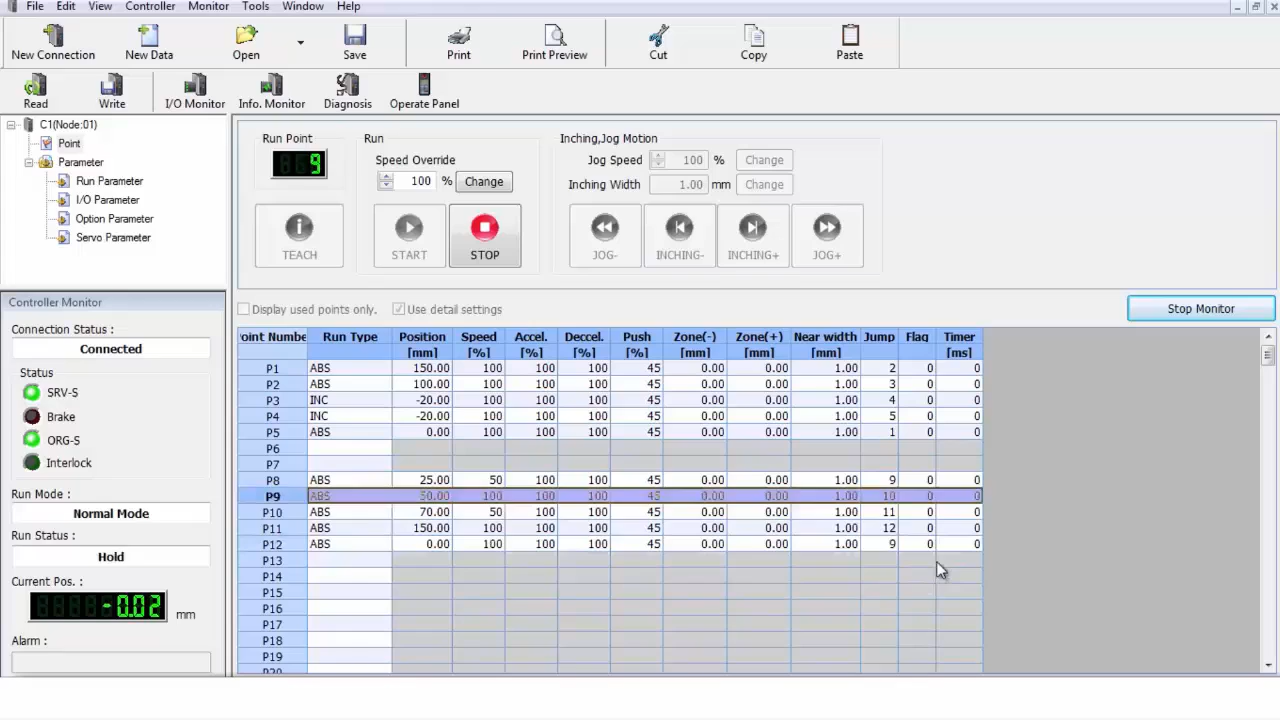 File Edit View Controller Monitor Tools Window Help
New Connection New Data Open Save Print Print Preview Cut Copy Paste
Read Write I/O Monitor Info. Monitor Diagnosis Operate Panel
C1(Node:01)
Point
Parameter
Run Parameter
I/O Parameter
Option Parameter
Servo Parameter
Controller Monitor
Connection Status :
Connected
Status
SRV-S
Brake
ORG-S
Interlock
Run Mode :
Normal Mode
Run Status :
Hold
Current Pos. :
-0.02 mm
Alarm :
Run Point
9
TEACH
Run
Speed Override
100 % Change
START STOP
Inching,Jog Motion
Jog Speed 100 % Change
Inching Width 1.00 mm Change
JOG- INCHING- INCHING+ JOG+
Display used points only. Use detail settings Stop Monitor
oint Numbe Run Type Position Speed Accel. Deccel. Push Zone(-) Zone(+) Near width Jump Flag Timer
[mm] [%] [%] [%] [%] [mm] [mm] [mm] [ms]
P1 ABS 150.00 100 100 100 45 0.00 0.00 1.00 2 0 0
P2 ABS 100.00 100 100 100 45 0.00 0.00 1.00 3 0 0
P3 INC -20.00 100 100 100 45 0.00 0.00 1.00 4 0 0
P4 INC -20.00 100 100 100 45 0.00 0.00 1.00 5 0 0
P5 ABS 0.00 100 100 100 45 0.00 0.00 1.00 1 0 0
P6
P7
P8 ABS 25.00 50 100 100 45 0.00 0.00 1.00 9 0 0
P9 ABS 50.00 100 100 100 45 0.00 0.00 1.00 10 0 0
P10 ABS 70.00 50 100 100 45 0.00 0.00 1.00 11 0 0
P11 ABS 150.00 100 100 100 45 0.00 0.00 1.00 12 0 0
P12 ABS 0.00 100 100 100 45 0.00 0.00 1.00 9 0 0
P13
P14
P15
P16
P17
P18
P19
P20